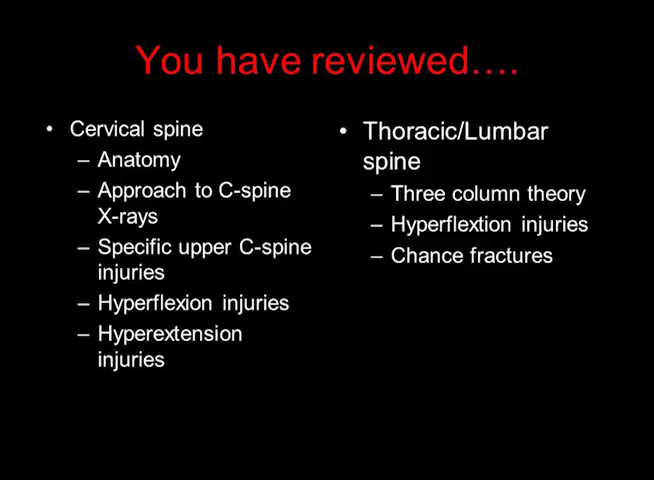 You have reviewed….
• Cervical spine
– Anatomy
– Approach to C-spine
X-rays
– Specific upper C-spine
injuries
– Hyperflexion injuries
– Hyperextension
injuries
• Thoracic/Lumbar
spine
– Three column theory
– Hyperflextion injuries
– Chance fractures